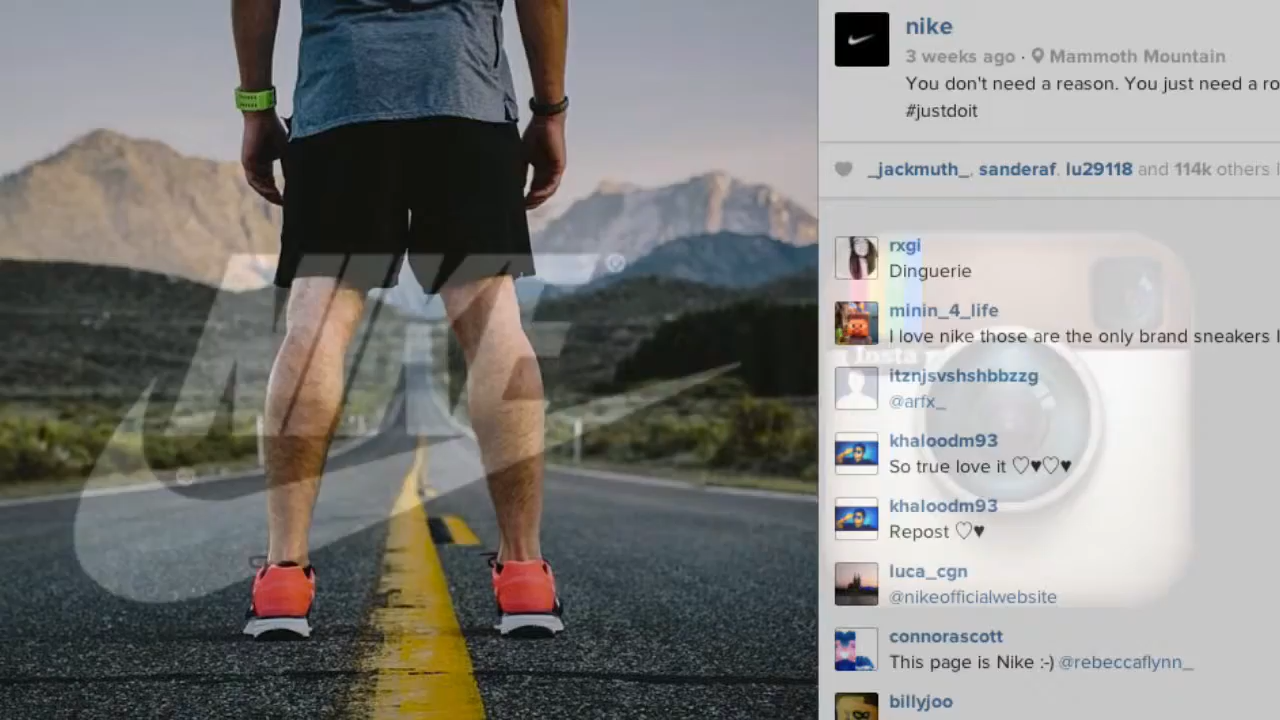 nike
3 weeks ago · Mammoth Mountain
You don't need a reason. You just need a ro
#justdoit
_jackmuth_, sanderaf, lu29118 and 114k others l
rxgi
Dinguerie
minin_4_life
I love nike those are the only brand sneakers I
Insta
itznjsvshshbbzzg
@arfx_
khaloodm93
So true love it ♡♥♡♥
khaloodm93
Repost ♡♥
luca_cgn
@nikeofficialwebsite
connorascott
This page is Nike :-) @rebeccaflynn_
billyjoo
NIKE